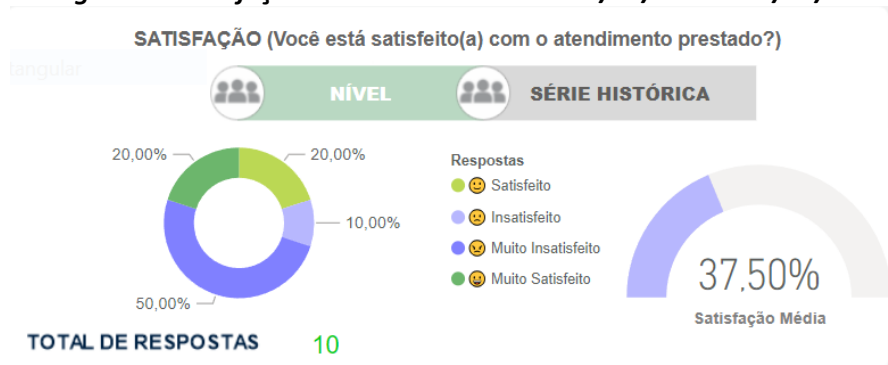 SATISFAÇÃO (Você está satisfeito(a) com o atendimento prestado?)
tangular
NÍVEL
SÉRIE HISTÓRICA
20,00%
20,00%
10,00%
50,00%
Respostas
Satisfeito
Insatisfeito
Muito Insatisfeito
Muito Satisfeito
37,50%
Satisfação Média
TOTAL DE RESPOSTAS 10